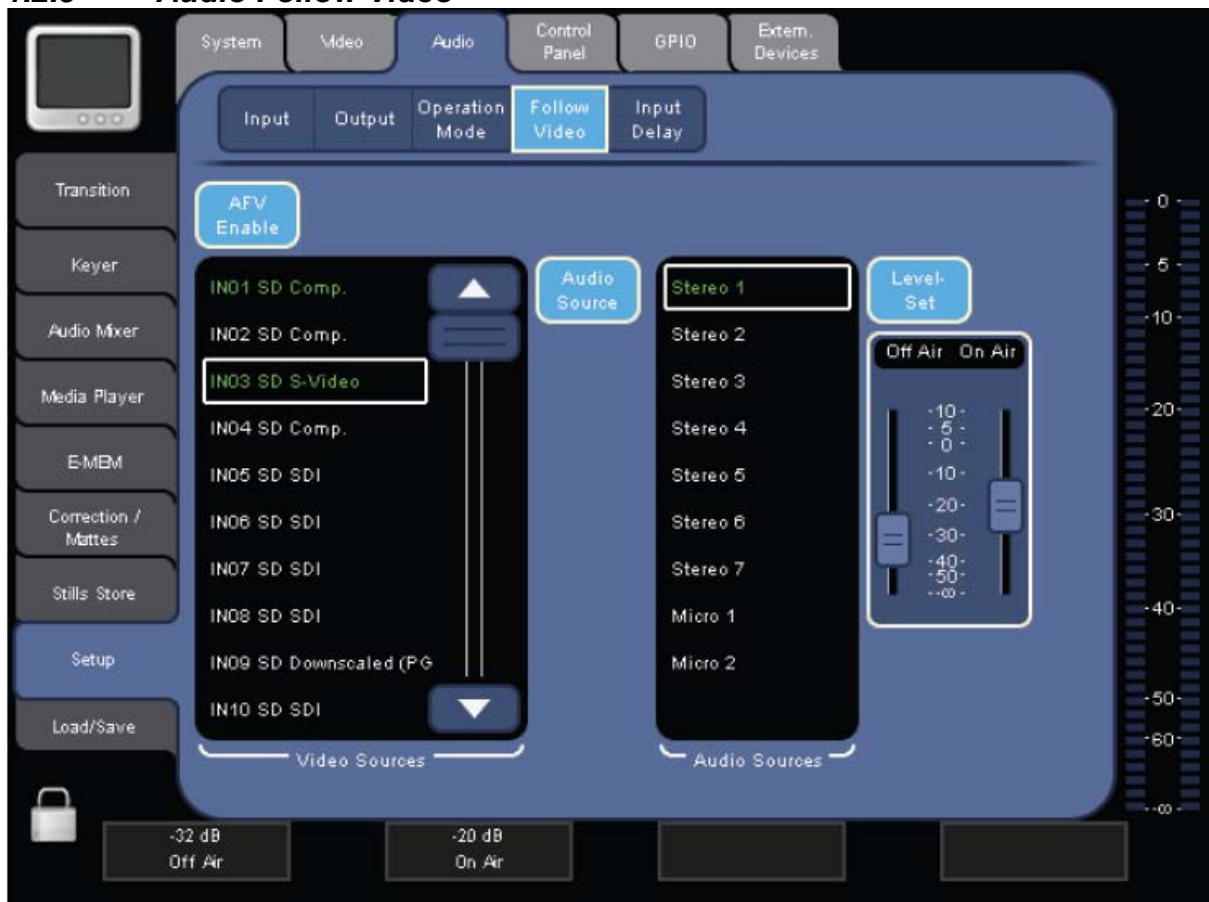 Audio Follow Video
System
Video
Audio
Control
Panel
GPIO
Extern.
Devices
Input
Output
Operation
Mode
Follow
Video
Input
Delay
Transition
Keyer
Audio Mixer
Media Player
E-MEM
Correction /
Mattes
Stills Store
Setup
Load/Save
AFV
Enable
IN01 SD Comp.
IN02 SD Comp.
IN03 SD S-Video
IN04 SD Comp.
IN05 SD SDI
IN06 SD SDI
IN07 SD SDI
IN08 SD SDI
IN09 SD Downscaled (PG
IN10 SD SDI
Video Sources
Audio
Source
Stereo 1
Stereo 2
Stereo 3
Stereo 4
Stereo 5
Stereo 6
Stereo 7
Micro 1
Micro 2
Audio Sources
Level-
Set
Off Air On Air
-10-
-5-
-0-
-10-
-20-
-30-
-40-
-50-
--∞-
-0-
-5-
-10-
-20-
-30-
-40-
-50-
-60-
--∞-
-32 dB
Off Air
-20 dB
On Air